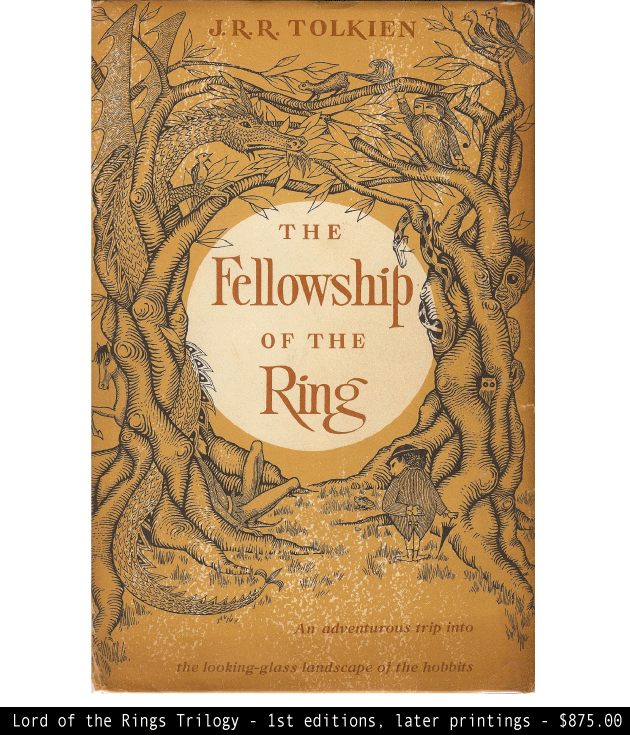 J.R.R. TOLKIEN
THE
Fellowship
OF THE
Ring
An adventurous trip into
the looking-glass landscape of the hobbits
Lord of the Rings Trilogy - 1st editions, later printings - $875.00